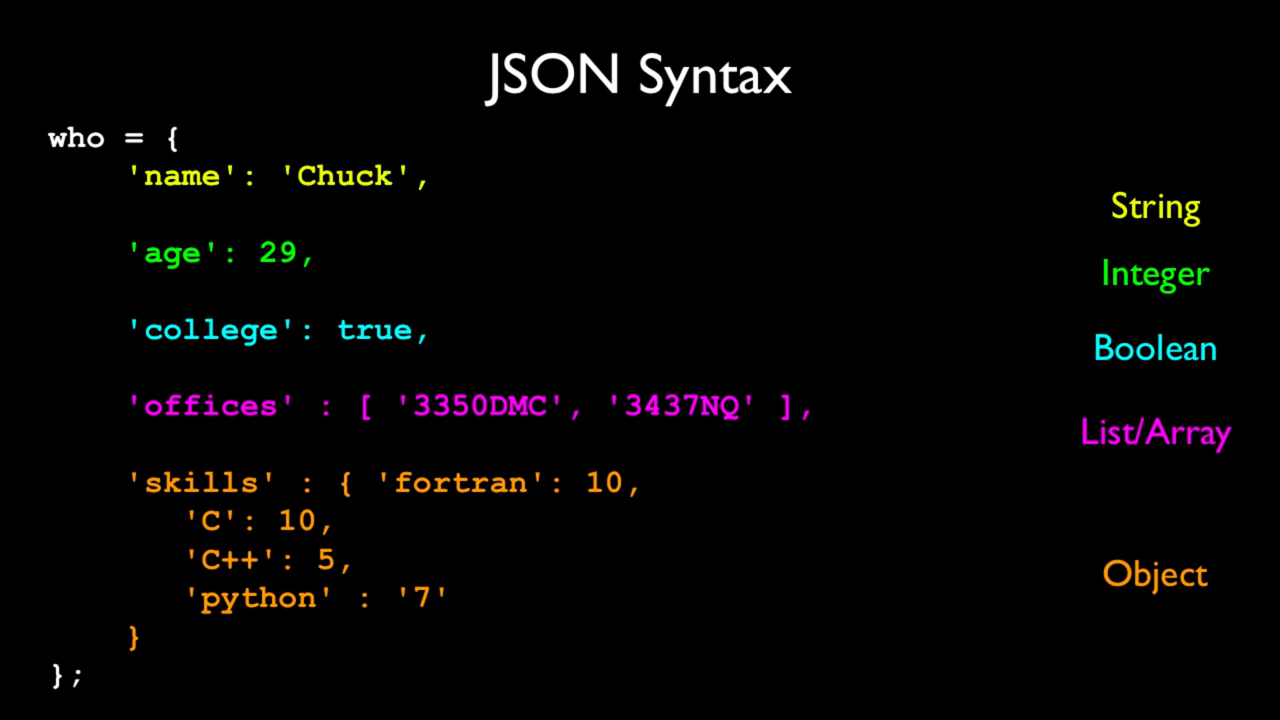 JSON Syntax
who = {
'name': 'Chuck',
String
'age': 29,
Integer
'college': true,
Boolean
'offices' : [ '3350DMC', '3437NQ' ],
List/Array
'skills' : { 'fortran': 10,
'C': 10,
'C++': 5,
Object
'python' : '7'
}
};